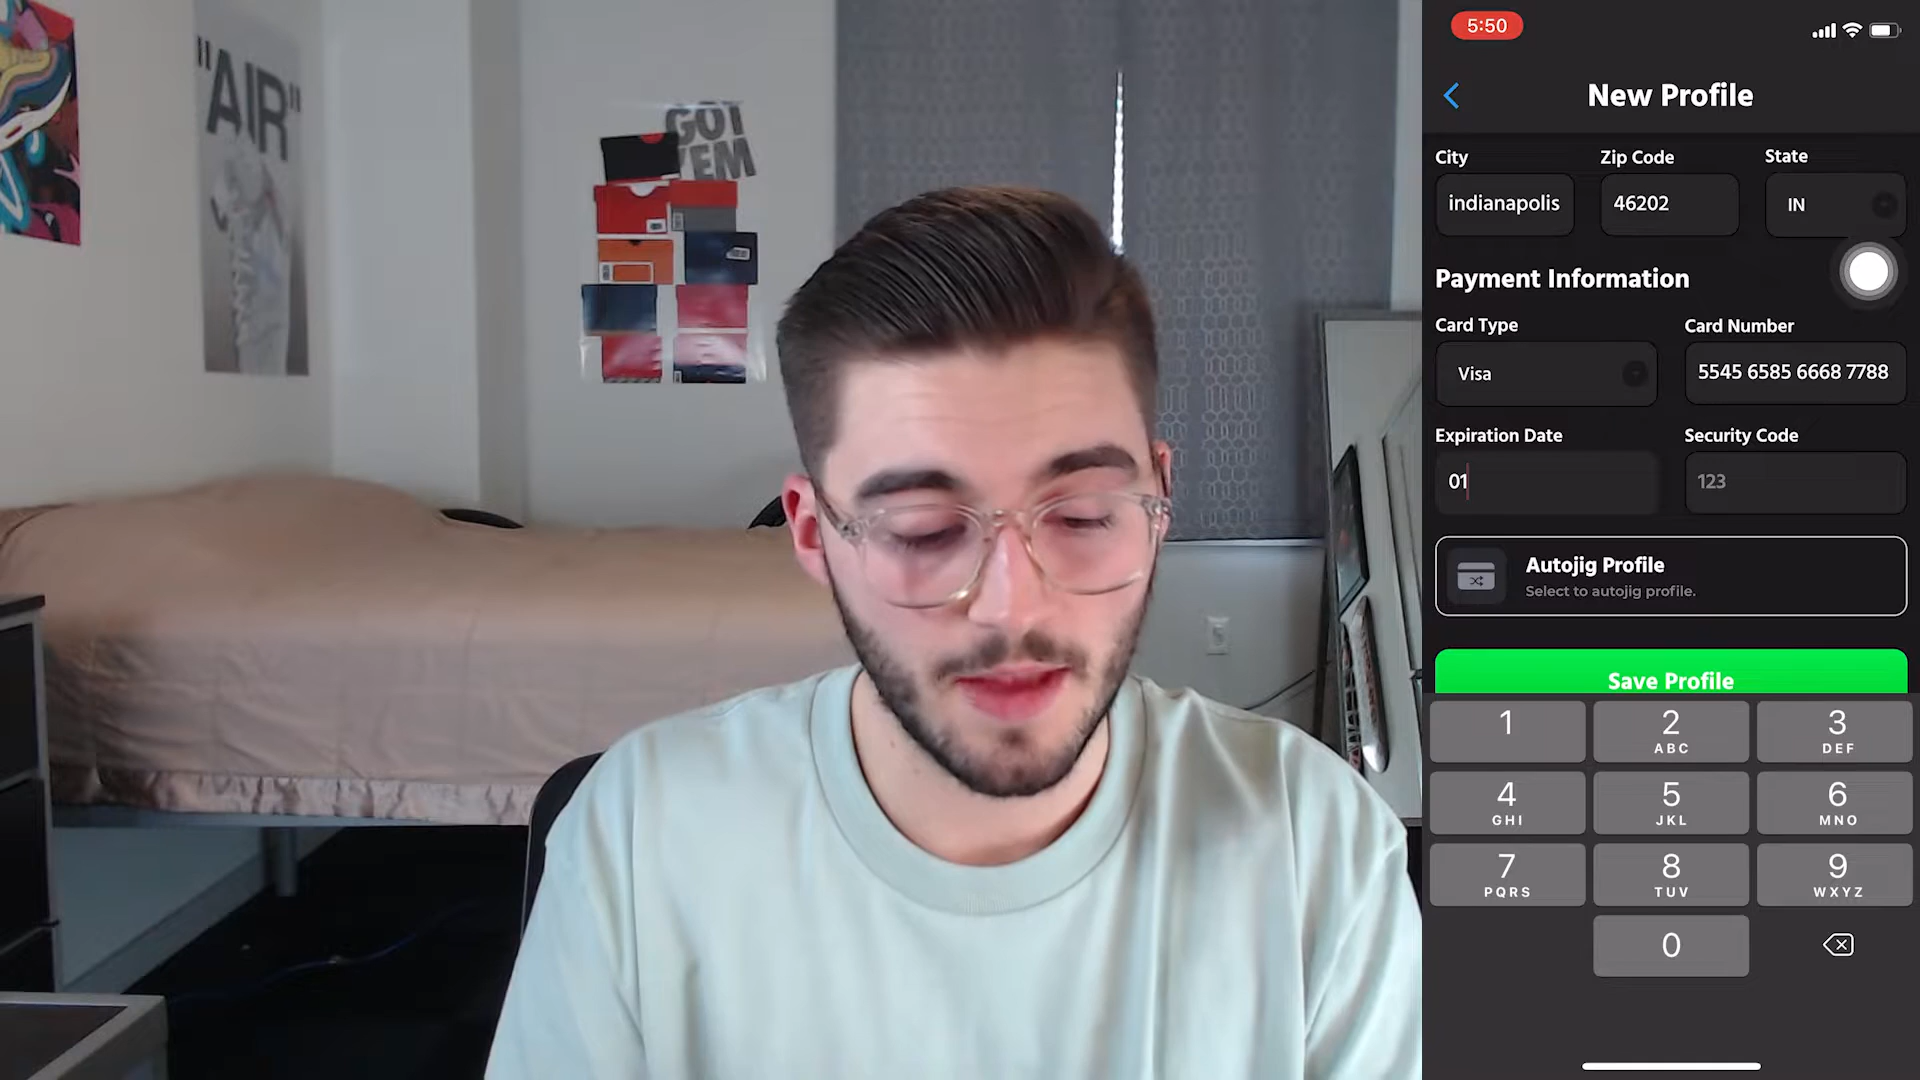 "AIR"
GOT
'EM
5:50
New Profile
City
Zip Code
State
indianapolis
46202
IN
Payment Information
Card Type
Card Number
Visa
5545 6585 6668 7788
Expiration Date
Security Code
01
123
Autojig Profile
Select to autojig profile.
Save Profile
1
2
ABC
3
DEF
4
GHI
5
JKL
6
MNO
7
PQRS
8
TUV
9
WXYZ
0